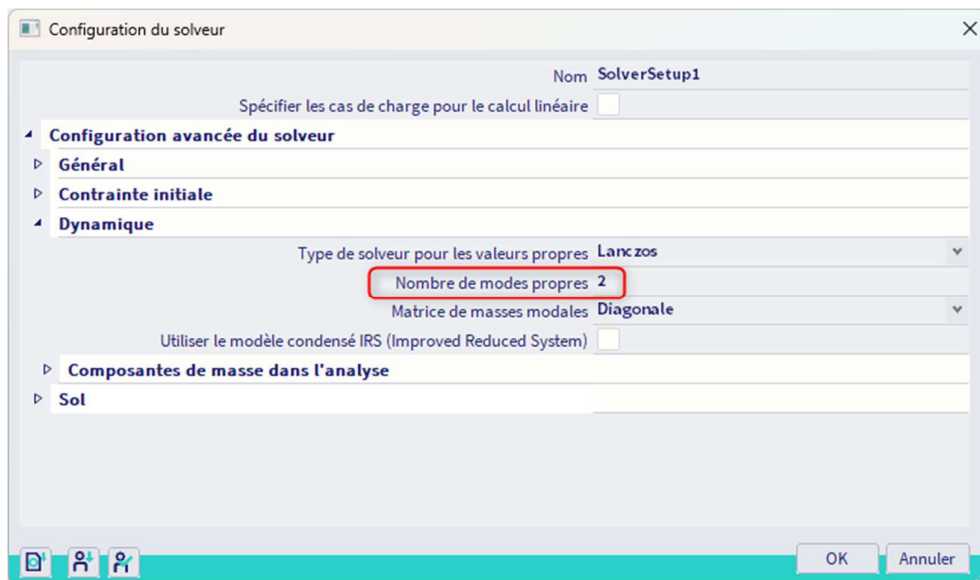 Configuration du solveur
Nom SolverSetup1
Spécifier les cas de charge pour le calcul linéaire
Configuration avancée du solveur
Général
Contrainte initiale
Dynamique
Type de solveur pour les valeurs propres Lanczos
Nombre de modes propres 2
Matrice de masses modales Diagonale
Utiliser le modèle condensé IRS (Improved Reduced System)
Composantes de masse dans l'analyse
Sol
OK Annuler